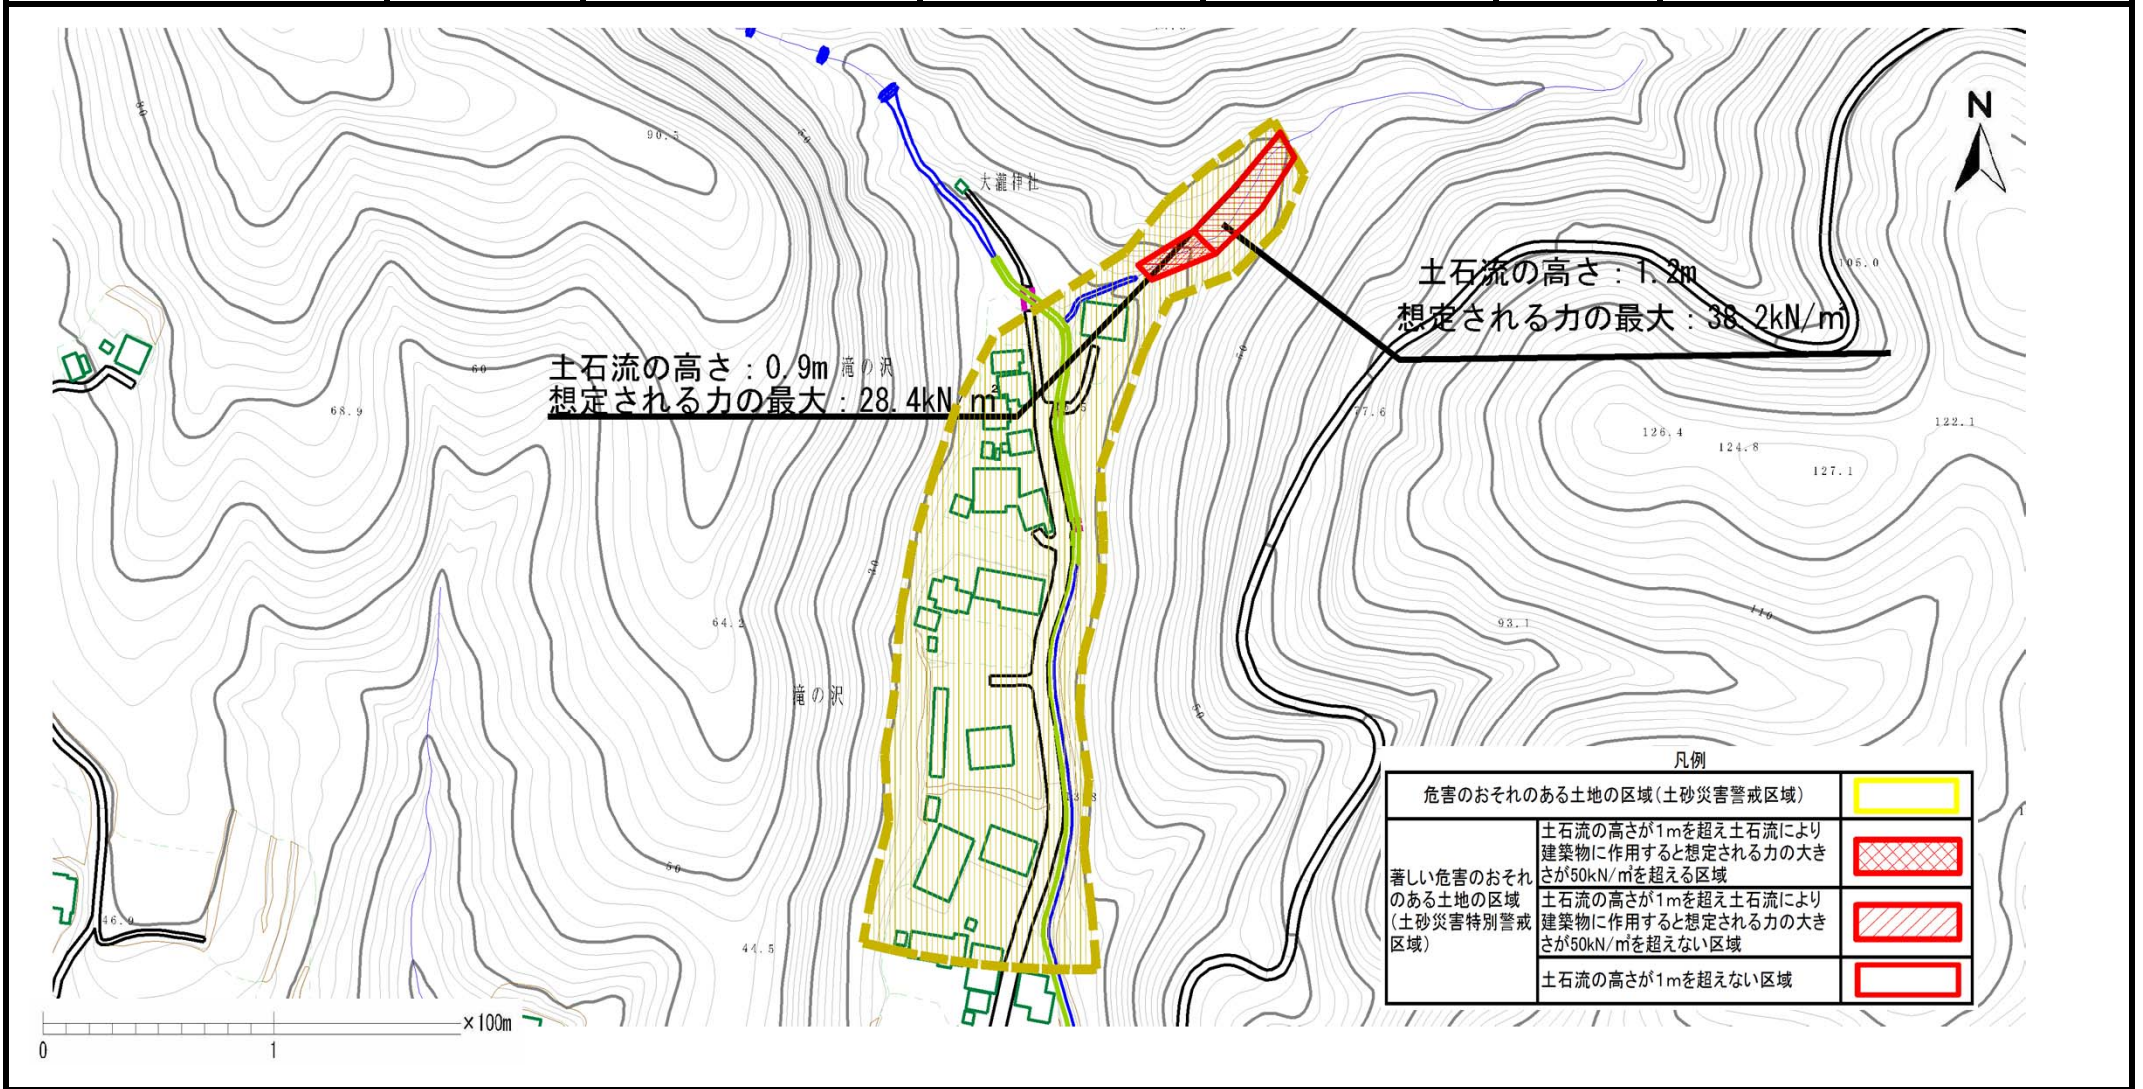 80
90.5
50
大瀧神社
N
土石流の高さ:1.2m
想定される力の最大:38.2kN/㎡
106.0
土石流の高さ:0.9m
滝の沢
想定される力の最大:28.4kN/㎡
60
68.9
2
50
77.6
126.4
124.8
127.1
122.1
30
64.2
93.1
110
滝の沢
50
13.8
50
44.5
46.9
凡例
危害のおそれのある土地の区域(土砂災害警戒区域)
著しい危害のおそれ
のある土地の区域
(土砂災害特別警戒
区域)
土石流の高さが1mを超え土石流により
建築物に作用すると想定される力の大き
さが50kN/㎡を超える区域
土石流の高さが1mを超え土石流により
建築物に作用すると想定される力の大き
さが50kN/㎡を超えない区域
土石流の高さが1mを超えない区域
×100m
0 1